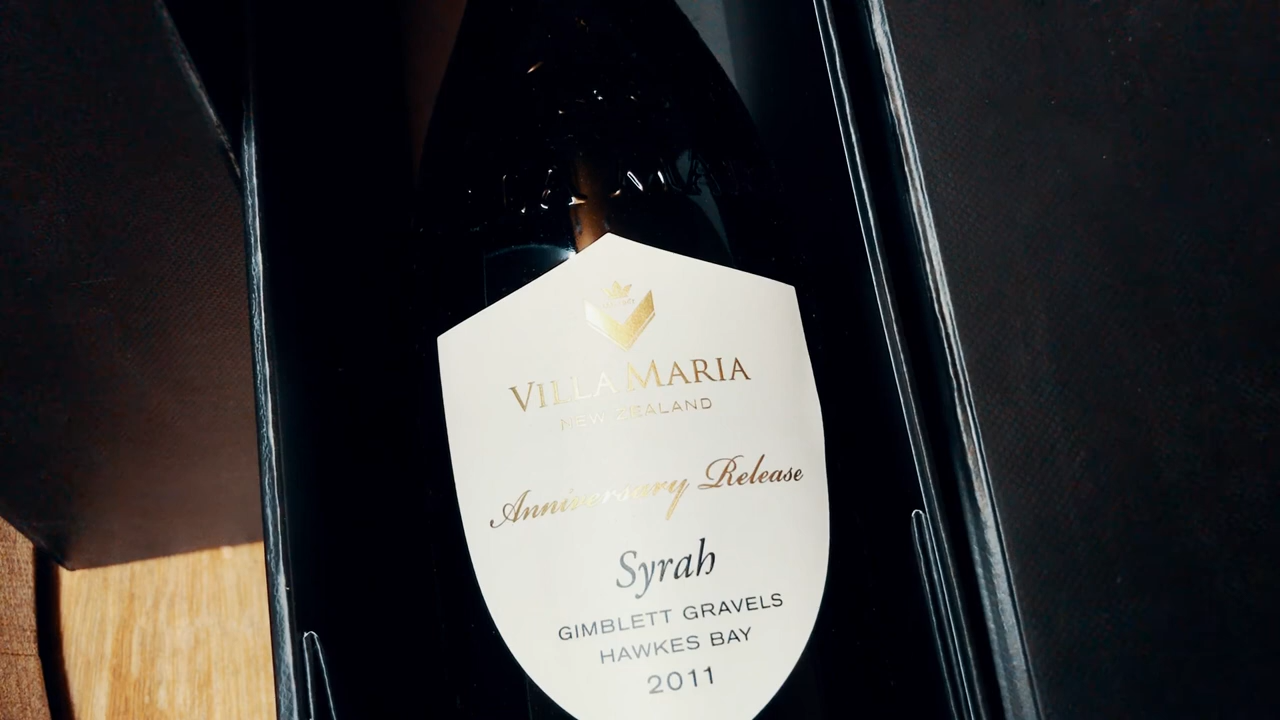 VILLA MARIA
NEW ZEALAND
Anniversary Release
Syrah
GIMBLETT GRAVELS
HAWKES BAY
2011